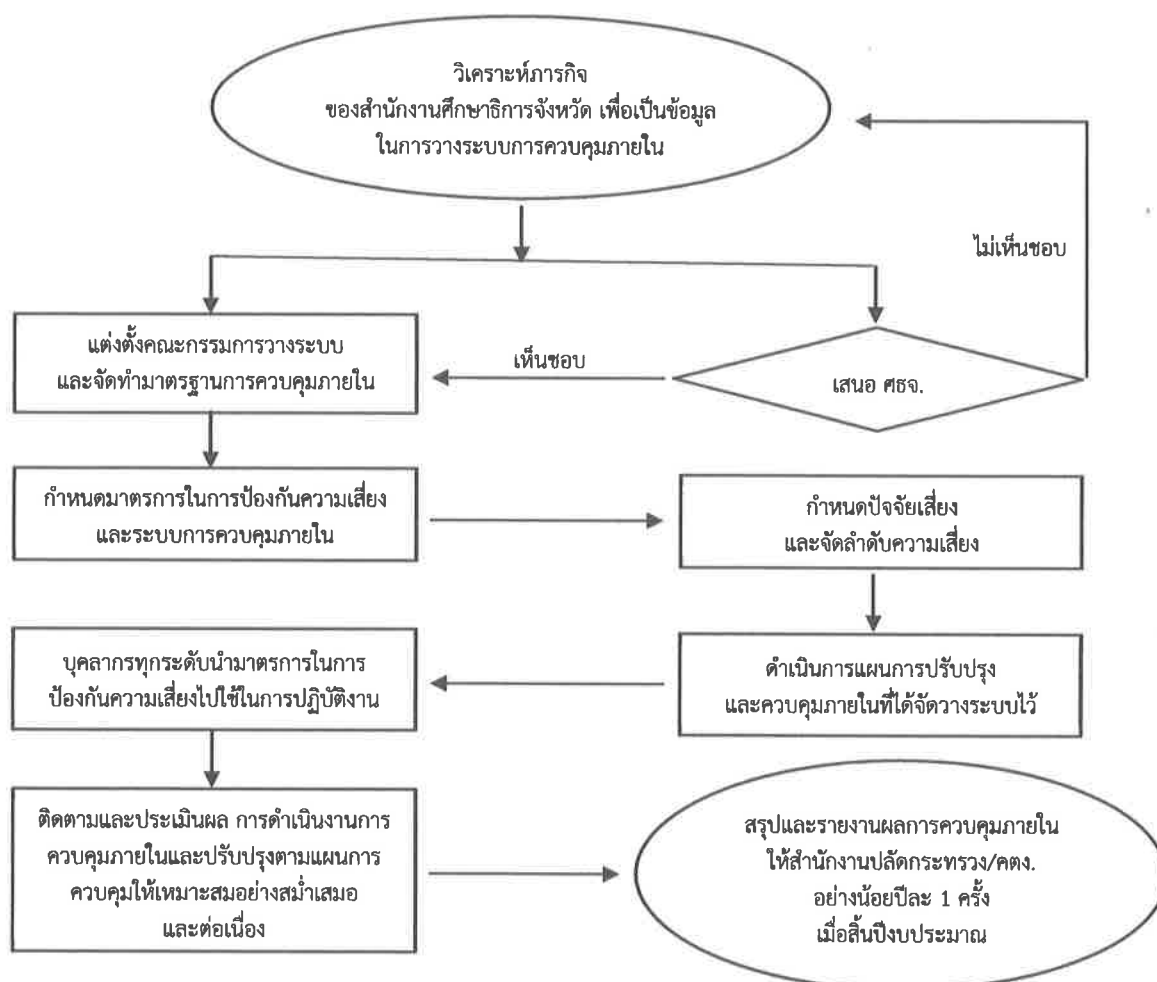 วิเคราะห์ภารกิจ
ของสำนักงานศึกษาธิการจังหวัด เพื่อเป็นข้อมูล
ในการวางระบบการควบคุมภายใน
ไม่เห็นชอบ
แต่งตั้งคณะกรรมการวางระบบ
และจัดทำมาตรฐานการควบคุมภายใน
เห็นชอบ
เสนอ ศธจ.
กำหนดมาตรการในการป้องกันความเสี่ยง
และระบบการควบคุมภายใน
กำหนดปัจจัยเสี่ยง
และจัดลำดับความเสี่ยง
บุคลากรทุกระดับนำมาตรการในการ
ป้องกันความเสี่ยงไปใช้ในการปฏิบัติงาน
ดำเนินการแผนการปรับปรุง
และควบคุมภายในที่ได้จัดวางระบบไว้
ติดตามและประเมินผล การดำเนินงานการ
ควบคุมภายในและปรับปรุงตามแผนการ
ควบคุมให้เหมาะสมอย่างสม่ำเสมอ
และต่อเนื่อง
สรุปและรายงานผลการควบคุมภายใน
ให้สำนักงานปลัดกระทรวง/คตง.
อย่างน้อยปีละ 1 ครั้ง
เมื่อสิ้นปีงบประมาณ